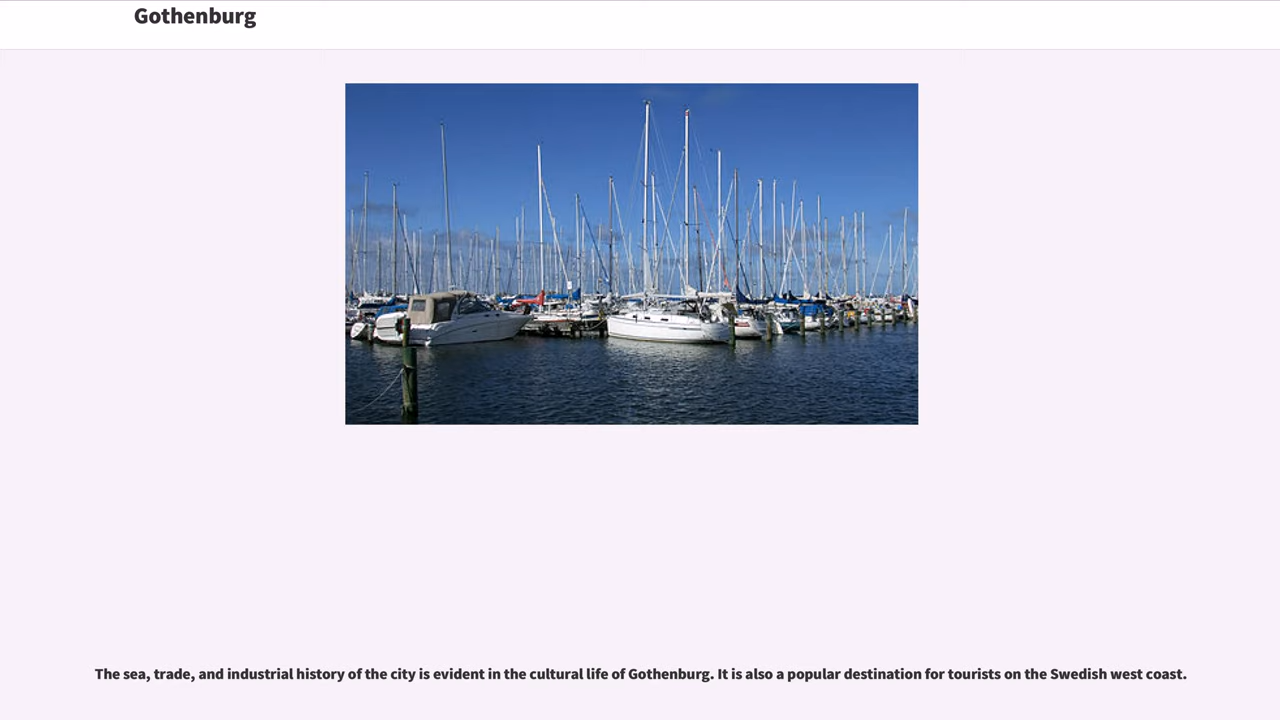 Gothenburg
The sea, trade, and industrial history of the city is evident in the cultural life of Gothenburg. It is also a popular destination for tourists on the Swedish west coast.